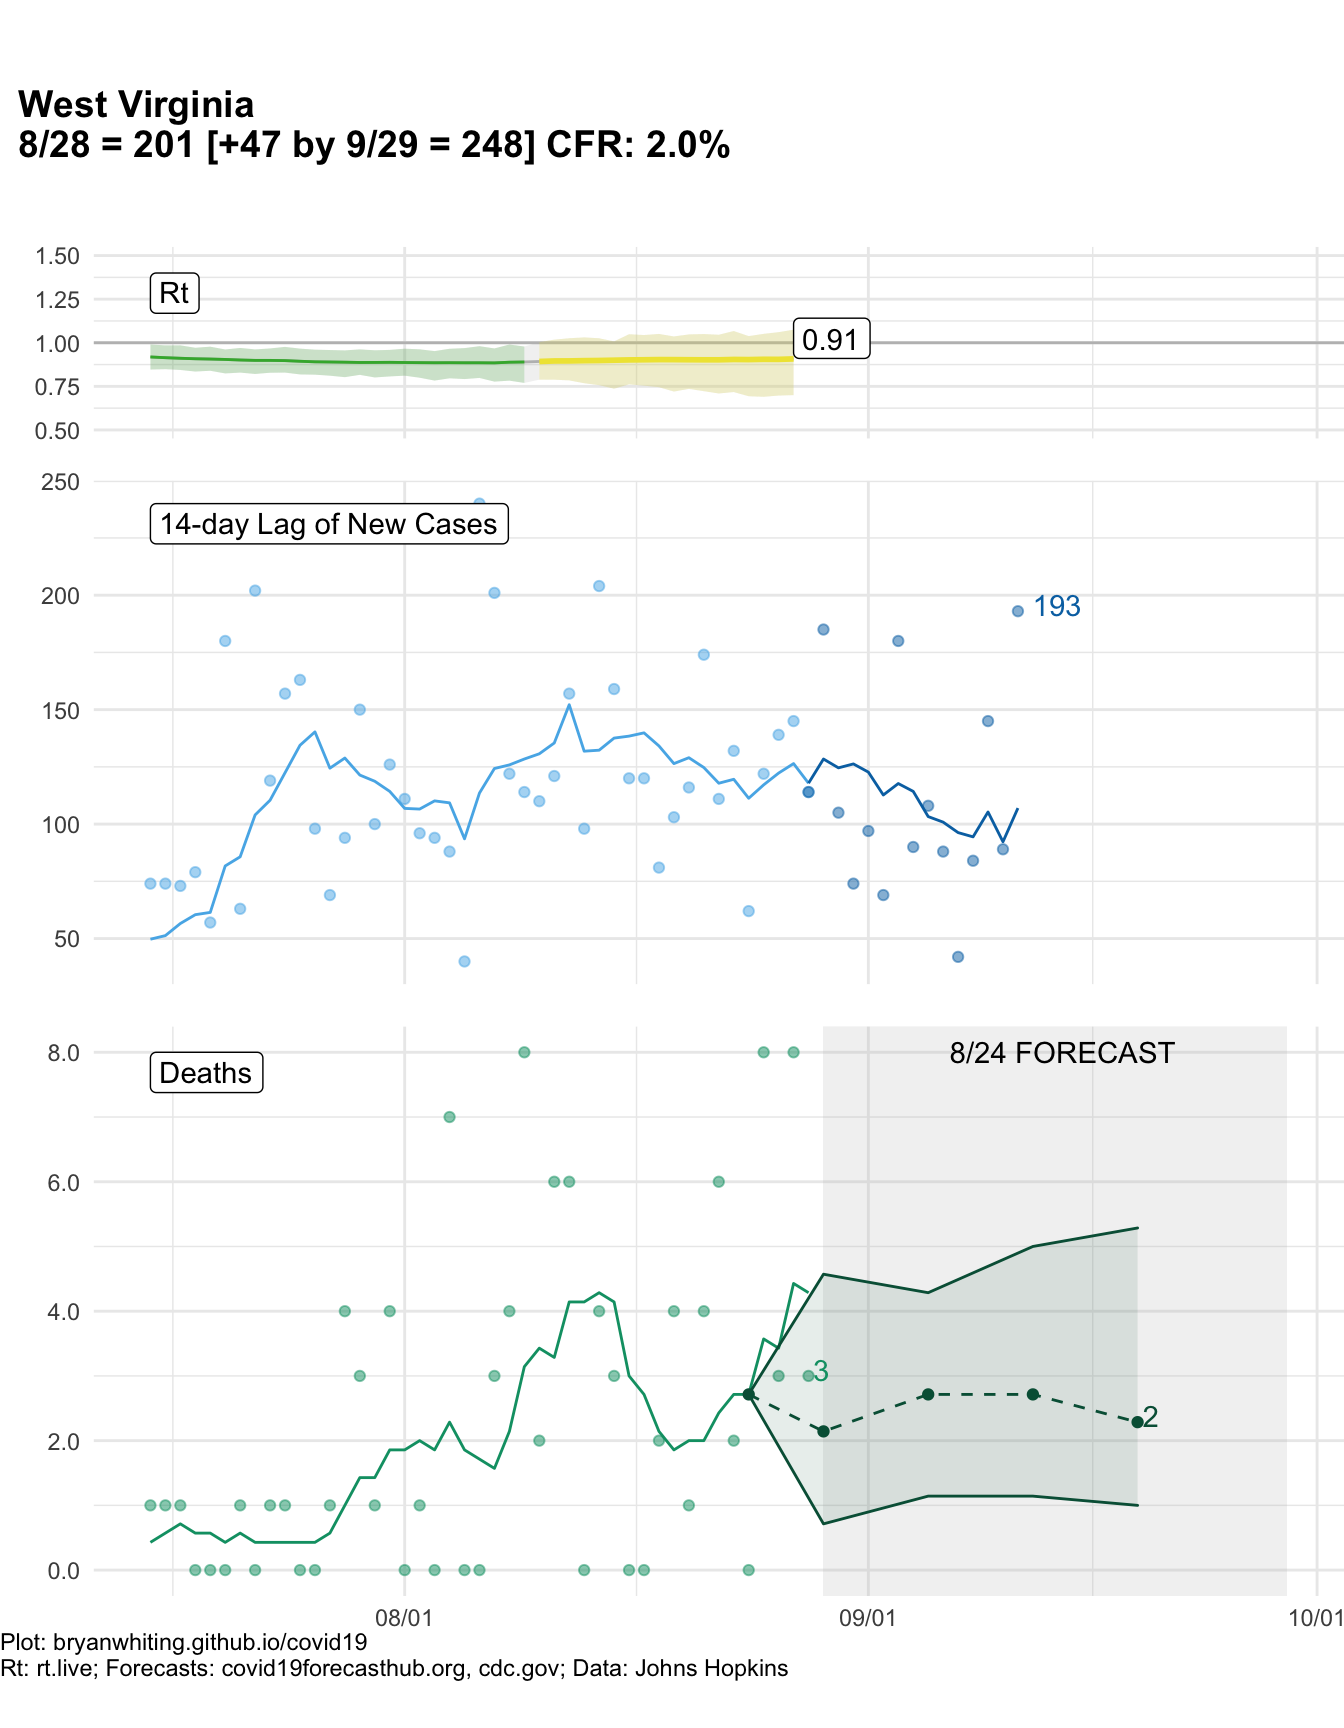 West Virginia
8/28 = 201 [+47 by 9/29 = 248] CFR: 2.0%
1.50
Rt
1.25
1.00
0.91
0.75
0.50
250
14-day Lag of New Cases
200
193
150
100
50
8.0
8/24 FORECAST
Deaths
6.0
4.0
3
2
2.0
0.0
08/01
09/01
10/01
Plot: bryanwhiting.github.io/covid19
Rt: rt.live; Forecasts: covid19forecasthub.org, cdc.gov; Data: Johns Hopkins